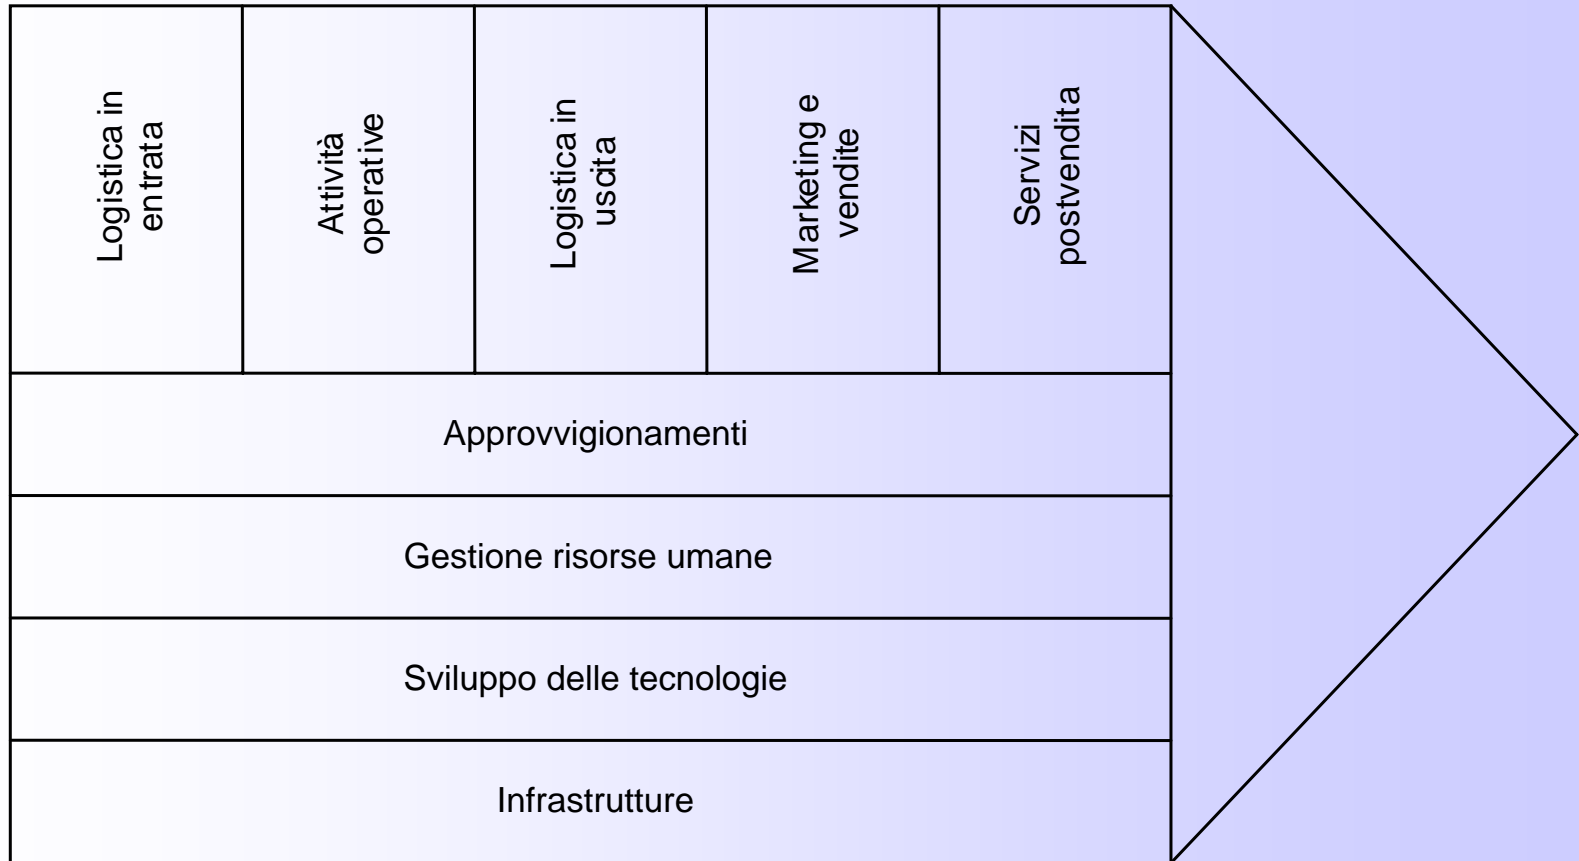 Logistica in
entrata
Attività
operative
Logistica in
uscita
Marketing e
vendite
Servizi
postvendita
Approvvigionamenti
Gestione risorse umane
Sviluppo delle tecnologie
Infrastrutture